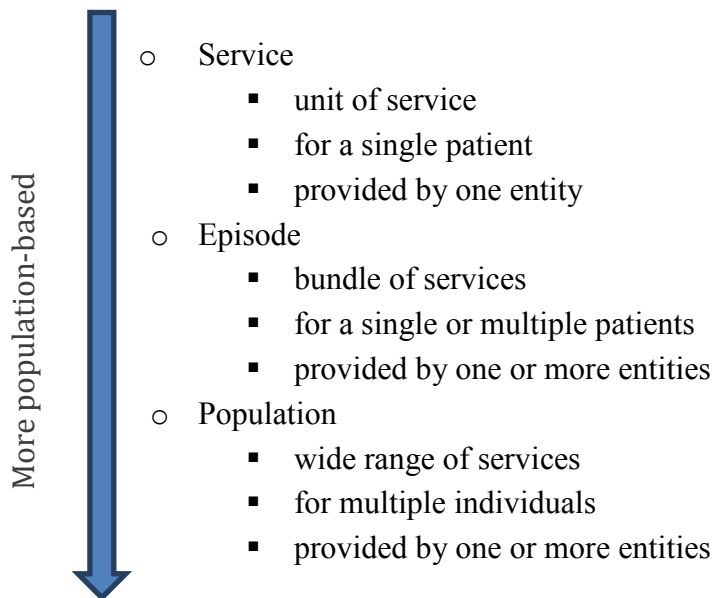 More population-based
o Service
▪ unit of service
▪ for a single patient
▪ provided by one entity
o Episode
▪ bundle of services
▪ for a single or multiple patients
▪ provided by one or more entities
o Population
▪ wide range of services
▪ for multiple individuals
▪ provided by one or more entities